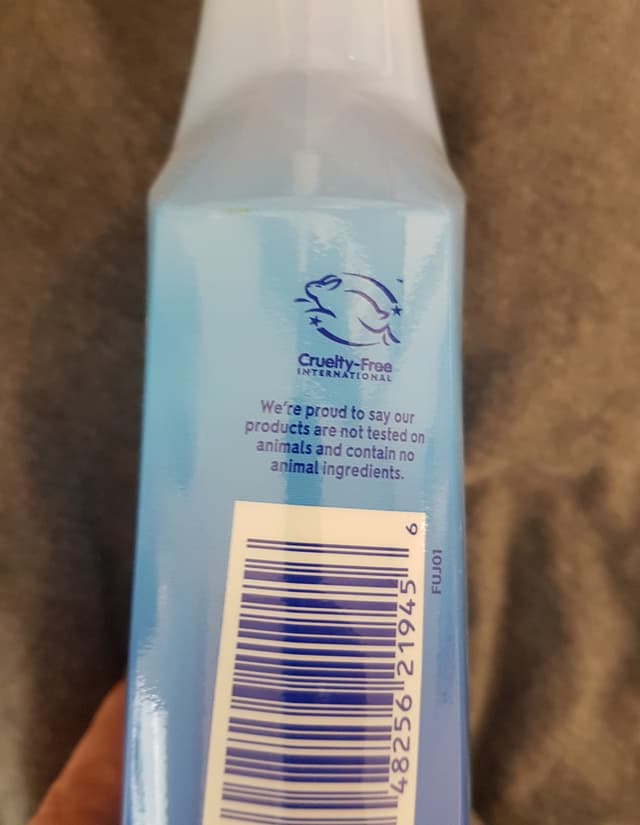 Cruelty-Free
INTERNATIONAL
We're proud to say our
products are not tested on
animals and contain no
animal ingredients.
48256 21945 6
FUJ01